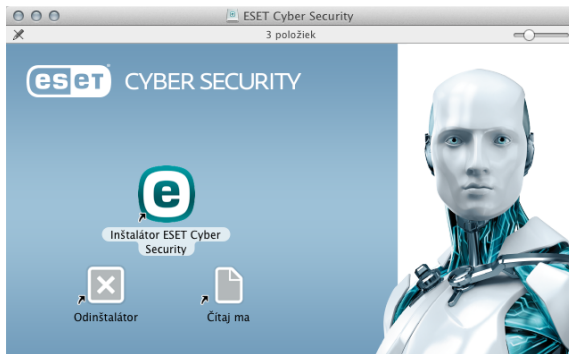 ESET Cyber Security
3 položiek
eset CYBER SECURITY
e
Inštalátor ESET Cyber
Security
Odinštalátor
Čítaj ma